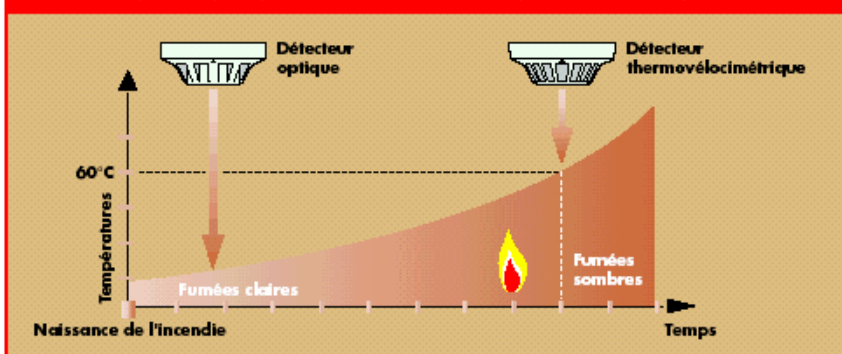 Détecteur
optique
Détecteur
thermovélocimétrique
60°C
Températures
Fumées claires
Fumées
sombres
Naissance de l'incendie
Temps